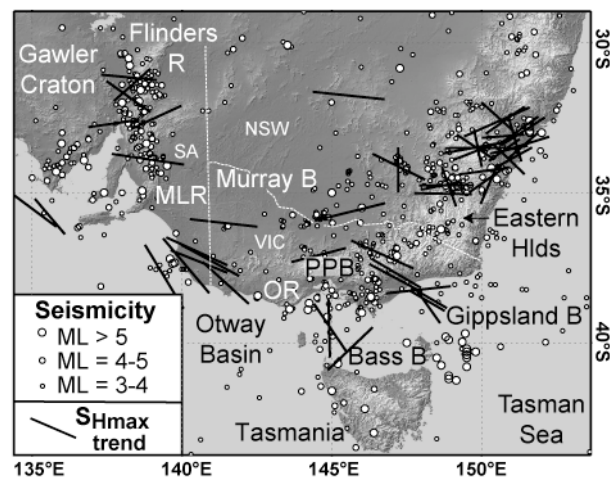 Gawler
Craton
Flinders
R
30°S
SA
NSW
MLR
Murray B
35°S
Eastern
Hlds
VIC
PPB
OR
Otway
Basin
Gippsland B
Bass B
40°S
Tasmania
Tasman
Sea
Seismicity
ML > 5
ML = 4-5
ML = 3-4
SHmax
trend
135°E
140°E
145°E
150°E